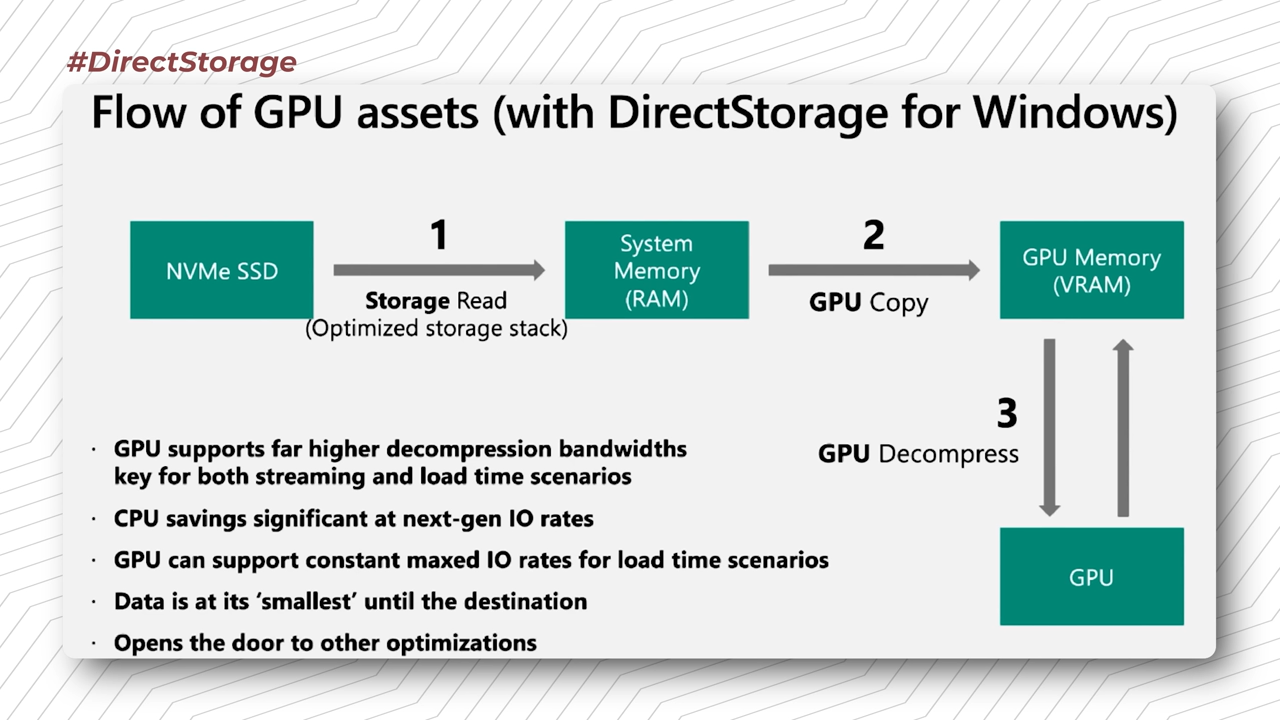 #DirectStorage
Flow of GPU assets (with DirectStorage for Windows)
NVMe SSD
1
Storage Read
(Optimized storage stack)
System
Memory
(RAM)
2
GPU Copy
GPU Memory
(VRAM)
3
GPU Decompress
GPU
· GPU supports far higher decompression bandwidths
key for both streaming and load time scenarios
· CPU savings significant at next-gen IO rates
· GPU can support constant maxed IO rates for load time scenarios
· Data is at its ‘smallest’ until the destination
· Opens the door to other optimizations